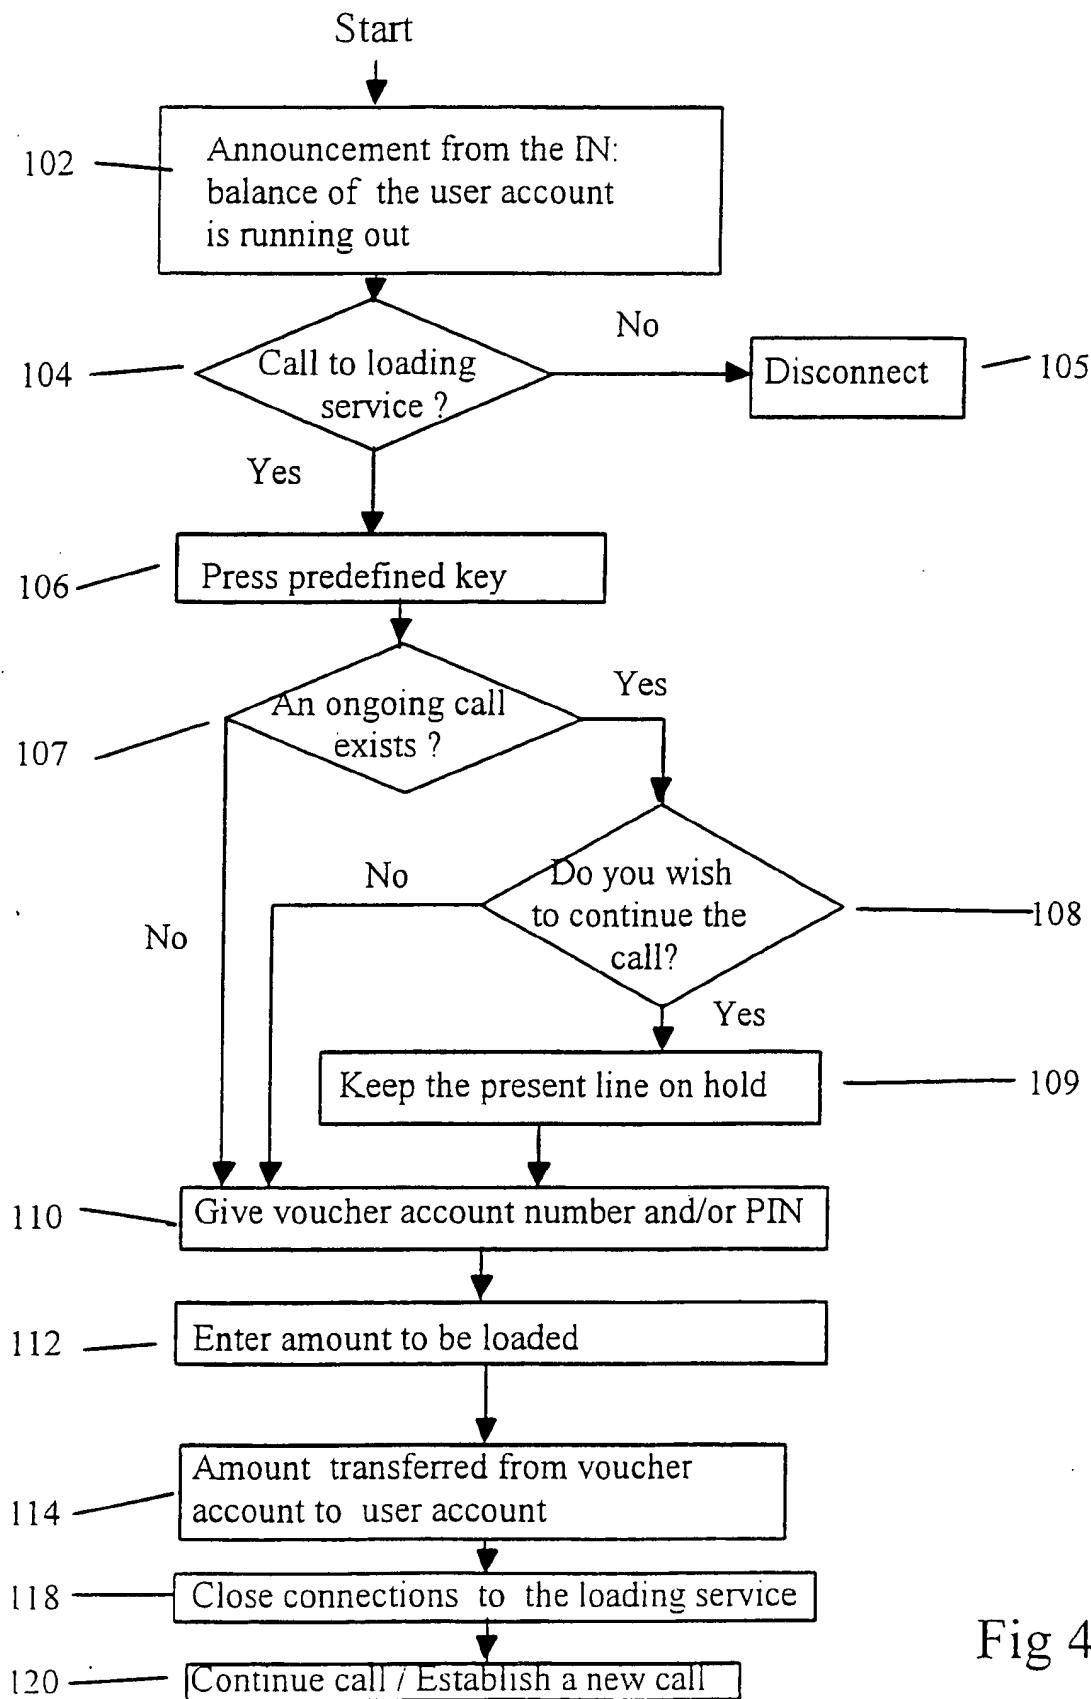 Start
102
Announcement from the IN:
balance of the user account
is running out
No
104
Call to loading
service ?
Disconnect
105
Yes
106
Press predefined key
Yes
107
An ongoing call
exists ?
No
Do you wish
to continue the
call?
108
No
Yes
Keep the present line on hold
109
110
Give voucher account number and/or PIN
112
Enter amount to be loaded
114
Amount transferred from voucher
account to user account
118
Close connections to the loading service
120
Continue call / Establish a new call
Fig 4